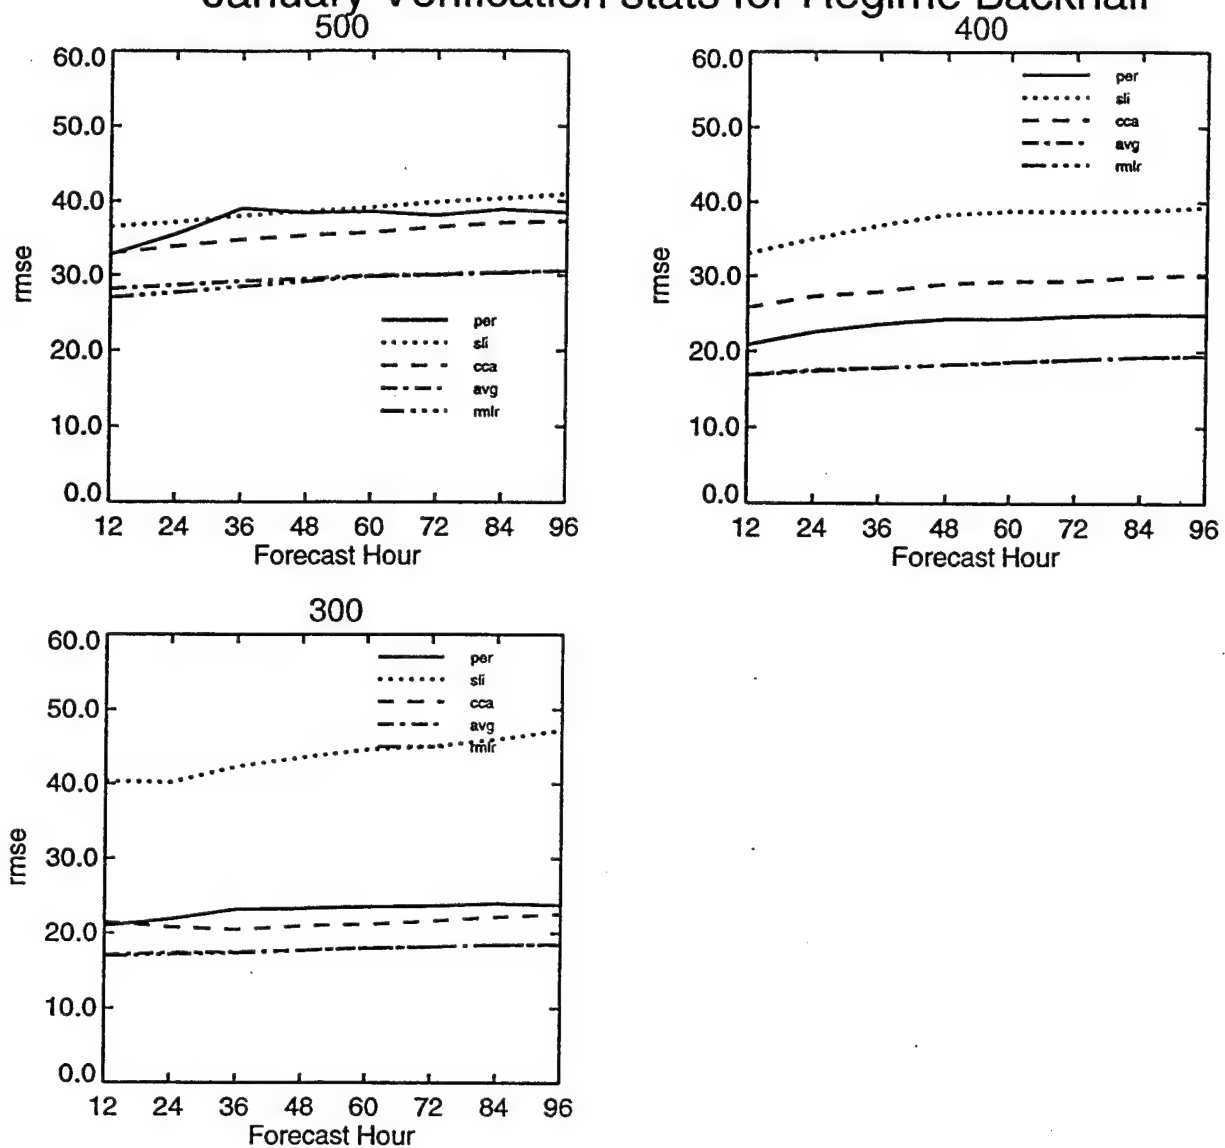 January Verification stats for Regime Backhall
500
60.0
50.0
40.0
30.0
20.0
10.0
0.0
rmse
per
sli
cca
avg
rmlr
12 24 36 48 60 72 84 96
Forecast Hour
400
60.0
50.0
40.0
30.0
20.0
10.0
0.0
rmse
per
sli
cca
avg
rmlr
12 24 36 48 60 72 84 96
Forecast Hour
300
60.0
50.0
40.0
30.0
20.0
10.0
0.0
rmse
per
sli
cca
avg
rmlr
12 24 36 48 60 72 84 96
Forecast Hour